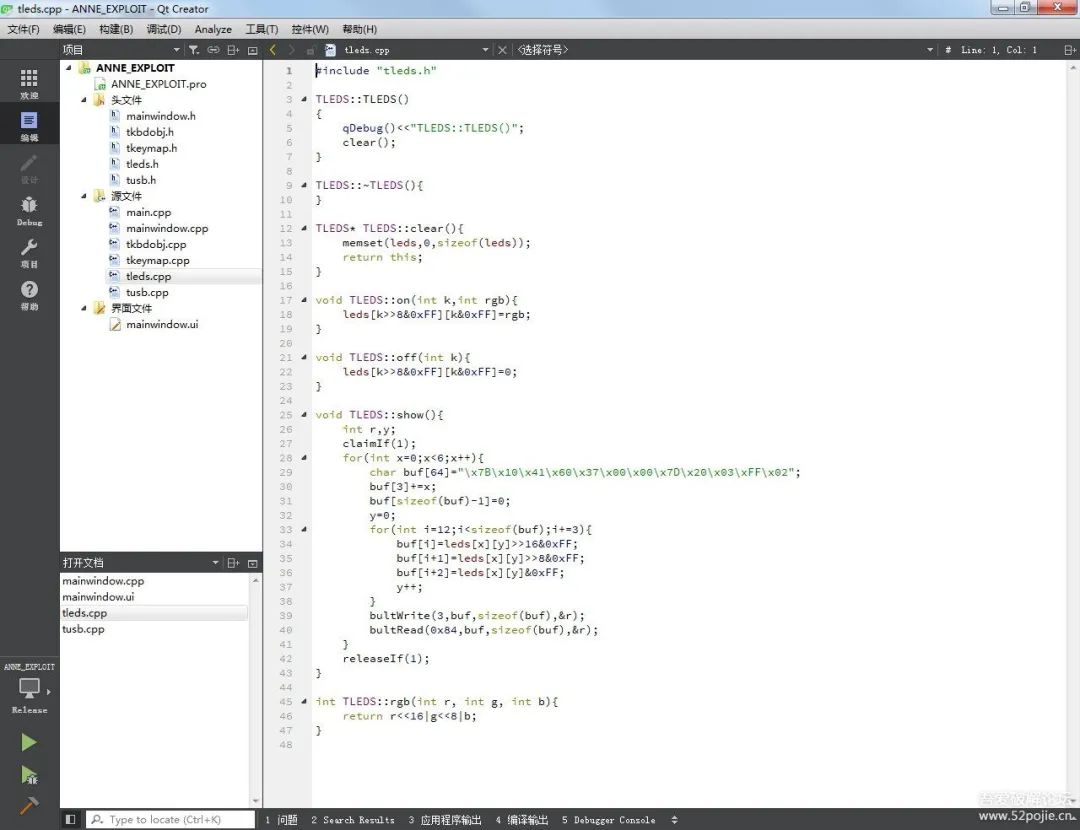 tleds.cpp - ANNE_EXPLOIT - Qt Creator
文件(F) 编辑(E) 构建(B) 调试(D) Analyze 工具(T) 控件(W) 帮助(H)
项目
tleds.cpp
<选择符号>
# Line: 1, Col: 1
欢迎
编辑
设计
Debug
项目
帮助
ANNE_EXPLOIT
ANNE_EXPLOIT.pro
头文件
mainwindow.h
tkbdobj.h
tkeymap.h
tleds.h
tusb.h
源文件
main.cpp
mainwindow.cpp
tkbdobj.cpp
tkeymap.cpp
tleds.cpp
tusb.cpp
界面文件
mainwindow.ui
打开文档
mainwindow.cpp
mainwindow.ui
tleds.cpp
tusb.cpp
ANNE_EXPLOIT
Release
1 #include "tleds.h"
2
3 TLEDS::TLEDS()
4 {
5 qDebug()<<"TLEDS::TLEDS()";
6 clear();
7 }
8
9 TLEDS::~TLEDS(){
10 }
11
12 TLEDS* TLEDS::clear(){
13 memset(leds,0,sizeof(leds));
14 return this;
15 }
16
17 void TLEDS::on(int k,int rgb){
18 leds[k>>8&0xFF][k&0xFF]=rgb;
19 }
20
21 void TLEDS::off(int k){
22 leds[k>>8&0xFF][k&0xFF]=0;
23 }
24
25 void TLEDS::show(){
26 int r,y;
27 claimIf(1);
28 for(int x=0;x<6;x++){
29 char buf[64]="\x7B\x10\x41\x60\x37\x00\x00\x7D\x20\x03\xFF\x02";
30 buf[3]+=x;
31 buf[sizeof(buf)-1]=0;
32 y=0;
33 for(int i=12;i<sizeof(buf);i+=3){
34 buf[i]=leds[x][y]>>16&0xFF;
35 buf[i+1]=leds[x][y]>>8&0xFF;
36 buf[i+2]=leds[x][y]&0xFF;
37 y++;
38 }
39 bultWrite(3,buf,sizeof(buf),&r);
40 bultRead(0x84,buf,sizeof(buf),&r);
41 }
42 releaseIf(1);
43 }
44
45 int TLEDS::rgb(int r, int g, int b){
46 return r<<16|g<<8|b;
47 }
48
Type to locate (Ctrl+K)
1 问题 2 Search Results 3 应用程序输出 4 编译输出 5 Debugger Console
吾爱破解论坛
www.52pojie.cn